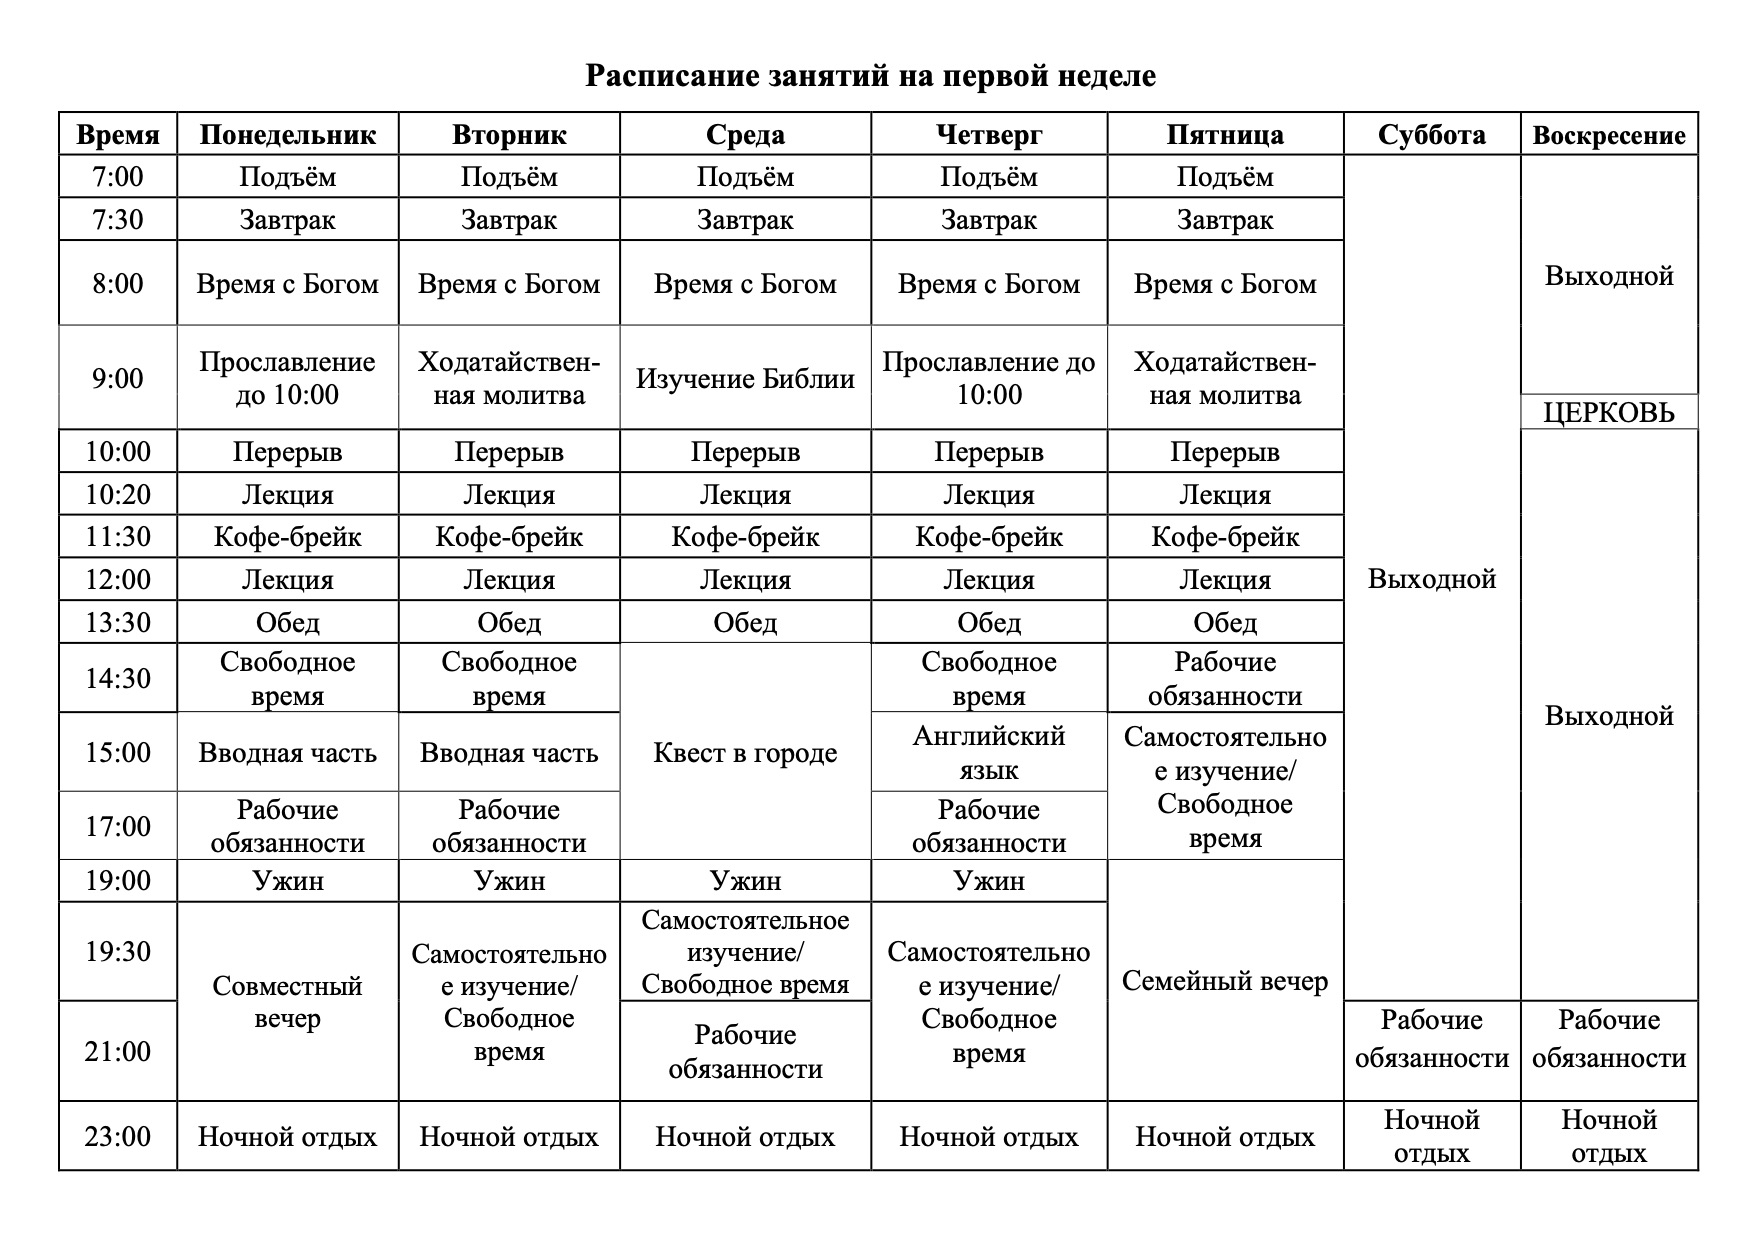 Расписание занятий на первой неделе
Время Понедельник Вторник Среда Четверг Пятница Суббота Воскресение
7:00 Подъём Подъём Подъём Подъём Подъём
7:30 Завтрак Завтрак Завтрак Завтрак Завтрак
8:00 Время с Богом Время с Богом Время с Богом Время с Богом Время с Богом Выходной
9:00 Прославление
до 10:00
Ходатайствен-
ная молитва
Изучение Библии
Прославление до
10:00
Ходатайствен-
ная молитва
ЦЕРКОВЬ
10:00 Перерыв Перерыв Перерыв Перерыв Перерыв
10:20 Лекция Лекция Лекция Лекция Лекция
11:30 Кофе-брейк Кофе-брейк Кофе-брейк Кофе-брейк Кофе-брейк
12:00 Лекция Лекция Лекция Лекция Лекция Выходной
13:30 Обед Обед Обед Обед Обед
14:30 Свободное
время
Свободное
время
Свободное
время
Рабочие
обязанности
Выходной
15:00 Вводная часть Вводная часть Квест в городе
Английский
язык
Самостоятельно
е изучение/
Свободное
время
17:00 Рабочие
обязанности
Рабочие
обязанности
Рабочие
обязанности
19:00 Ужин Ужин Ужин Ужин
19:30 Совместный
вечер
Самостоятельно
е изучение/
Свободное
время
Самостоятельное
изучение/
Свободное время
Самостоятельно
е изучение/
Свободное
время
Семейный вечер
21:00 Рабочие
обязанности
Рабочие
обязанности
Рабочие
обязанности
23:00 Ночной отдых Ночной отдых Ночной отдых Ночной отдых Ночной отдых
Ночной
отдых
Ночной
отдых